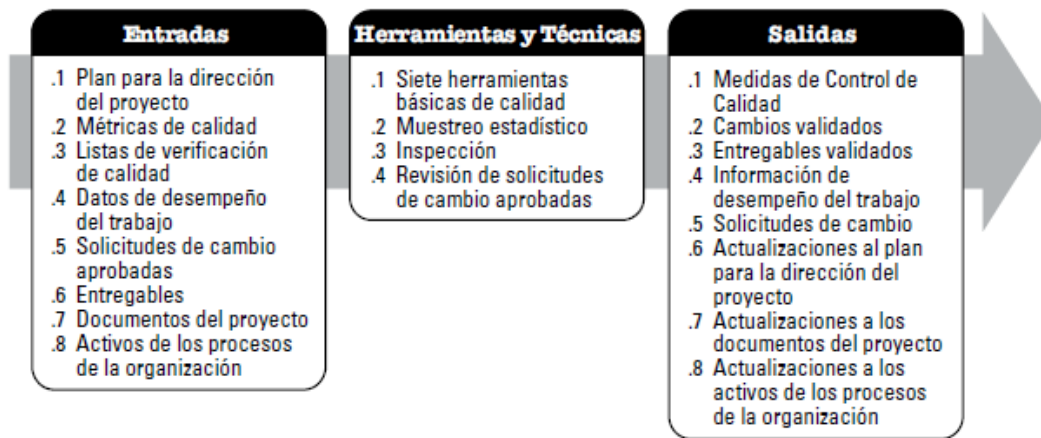 Entradas
.1 Plan para la dirección
del proyecto
.2 Métricas de calidad
.3 Listas de verificación
de calidad
.4 Datos de desempeño
del trabajo
.5 Solicitudes de cambio
aprobadas
.6 Entregables
.7 Documentos del proyecto
.8 Activos de los procesos
de la organización
Herramientas y Técnicas
.1 Siete herramientas
básicas de calidad
.2 Muestreo estadístico
.3 Inspección
.4 Revisión de solicitudes
de cambio aprobadas
Salidas
.1 Medidas de Control de
Calidad
.2 Cambios validados
.3 Entregables validados
.4 Información de
desempeño del trabajo
.5 Solicitudes de cambio
.6 Actualizaciones al plan
para la dirección del
proyecto
.7 Actualizaciones a los
documentos del proyecto
.8 Actualizaciones a los
activos de los procesos
de la organización